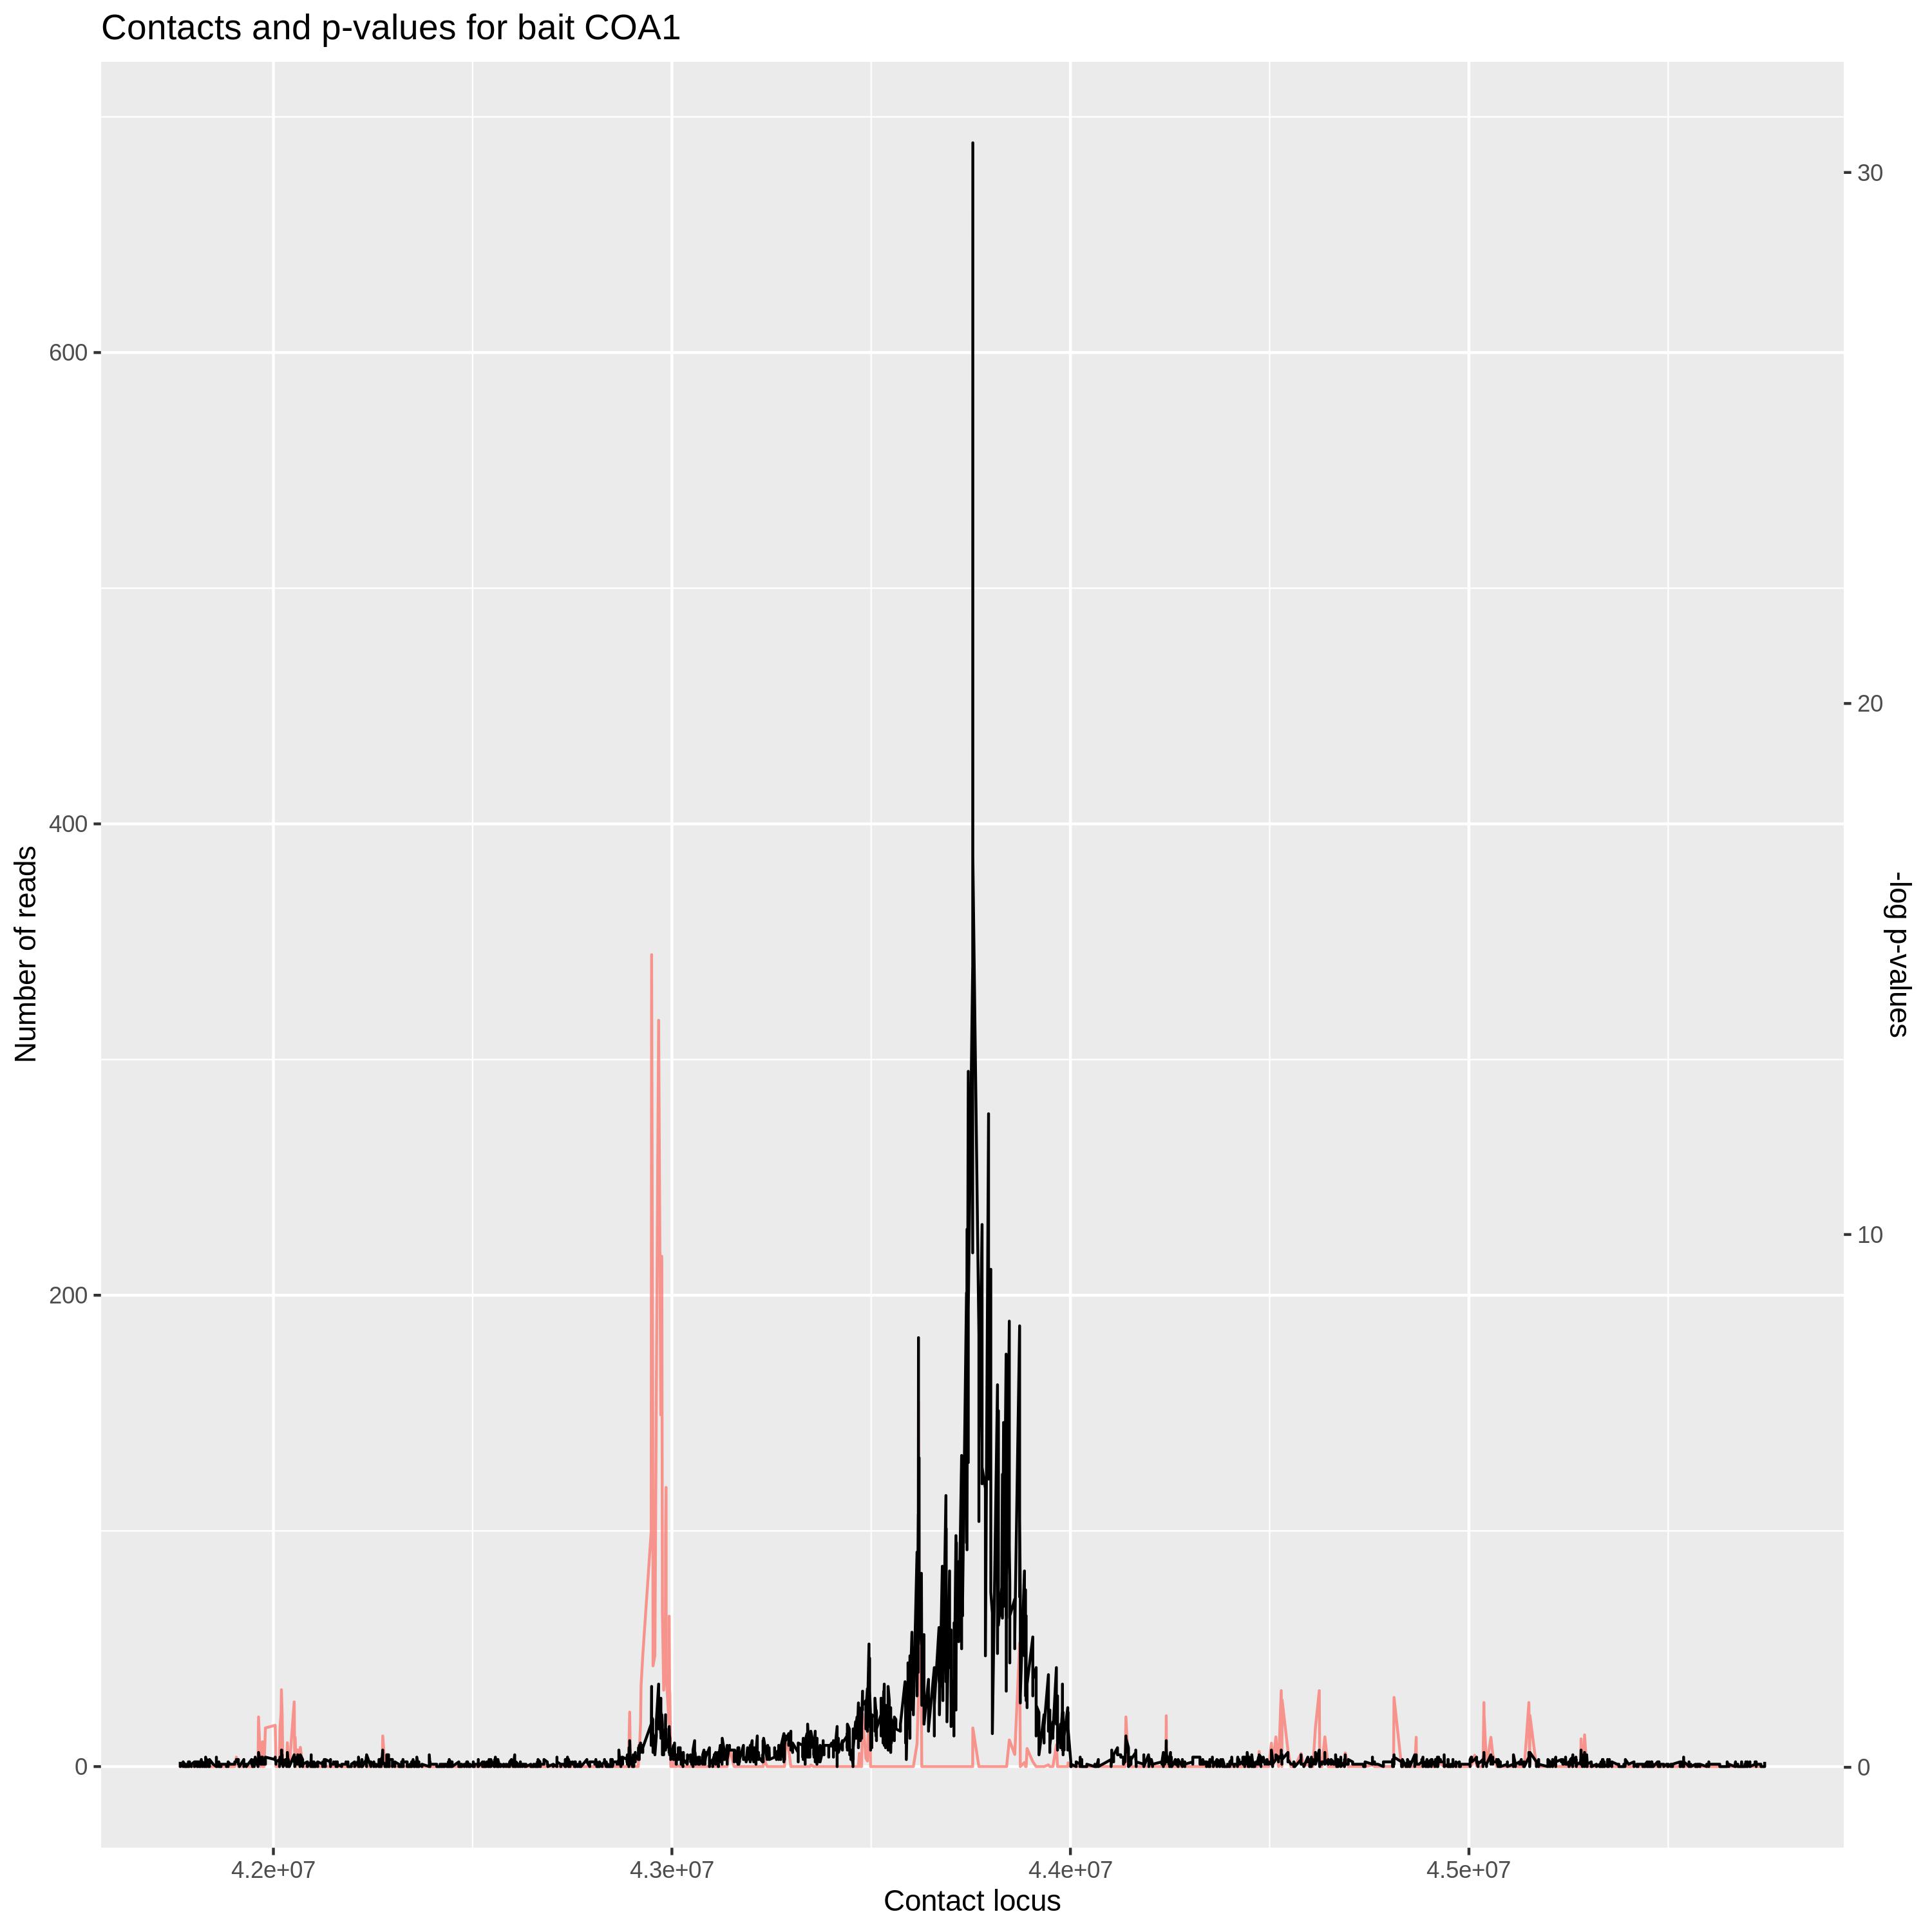 Contacts and p-values for bait COA1
Number of reads
600
400
200
0
30
20
10
0
-log p-values
4.2e+07
4.3e+07
4.4e+07
4.5e+07
Contact locus